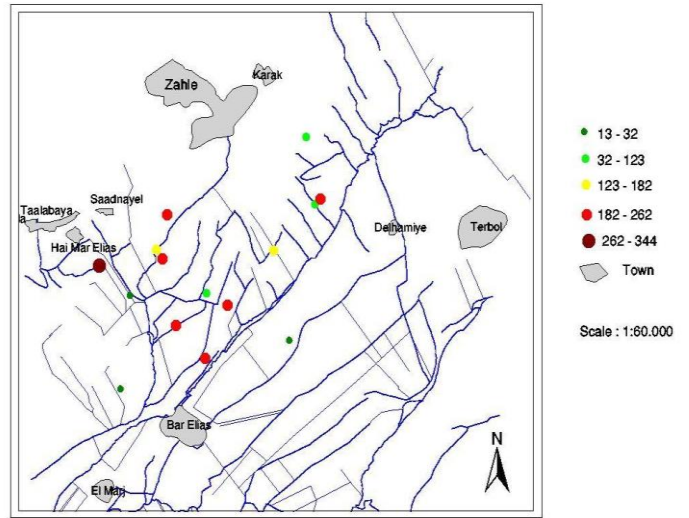 Zahle
Karak
Saadnayel
Taalabaya
Hai Mar Elias
Delhamiye
Terbol
Bar Elias
El Marj
N
13 - 32
32 - 123
123 - 182
182 - 262
262 - 344
Town
Scale : 1:60.000